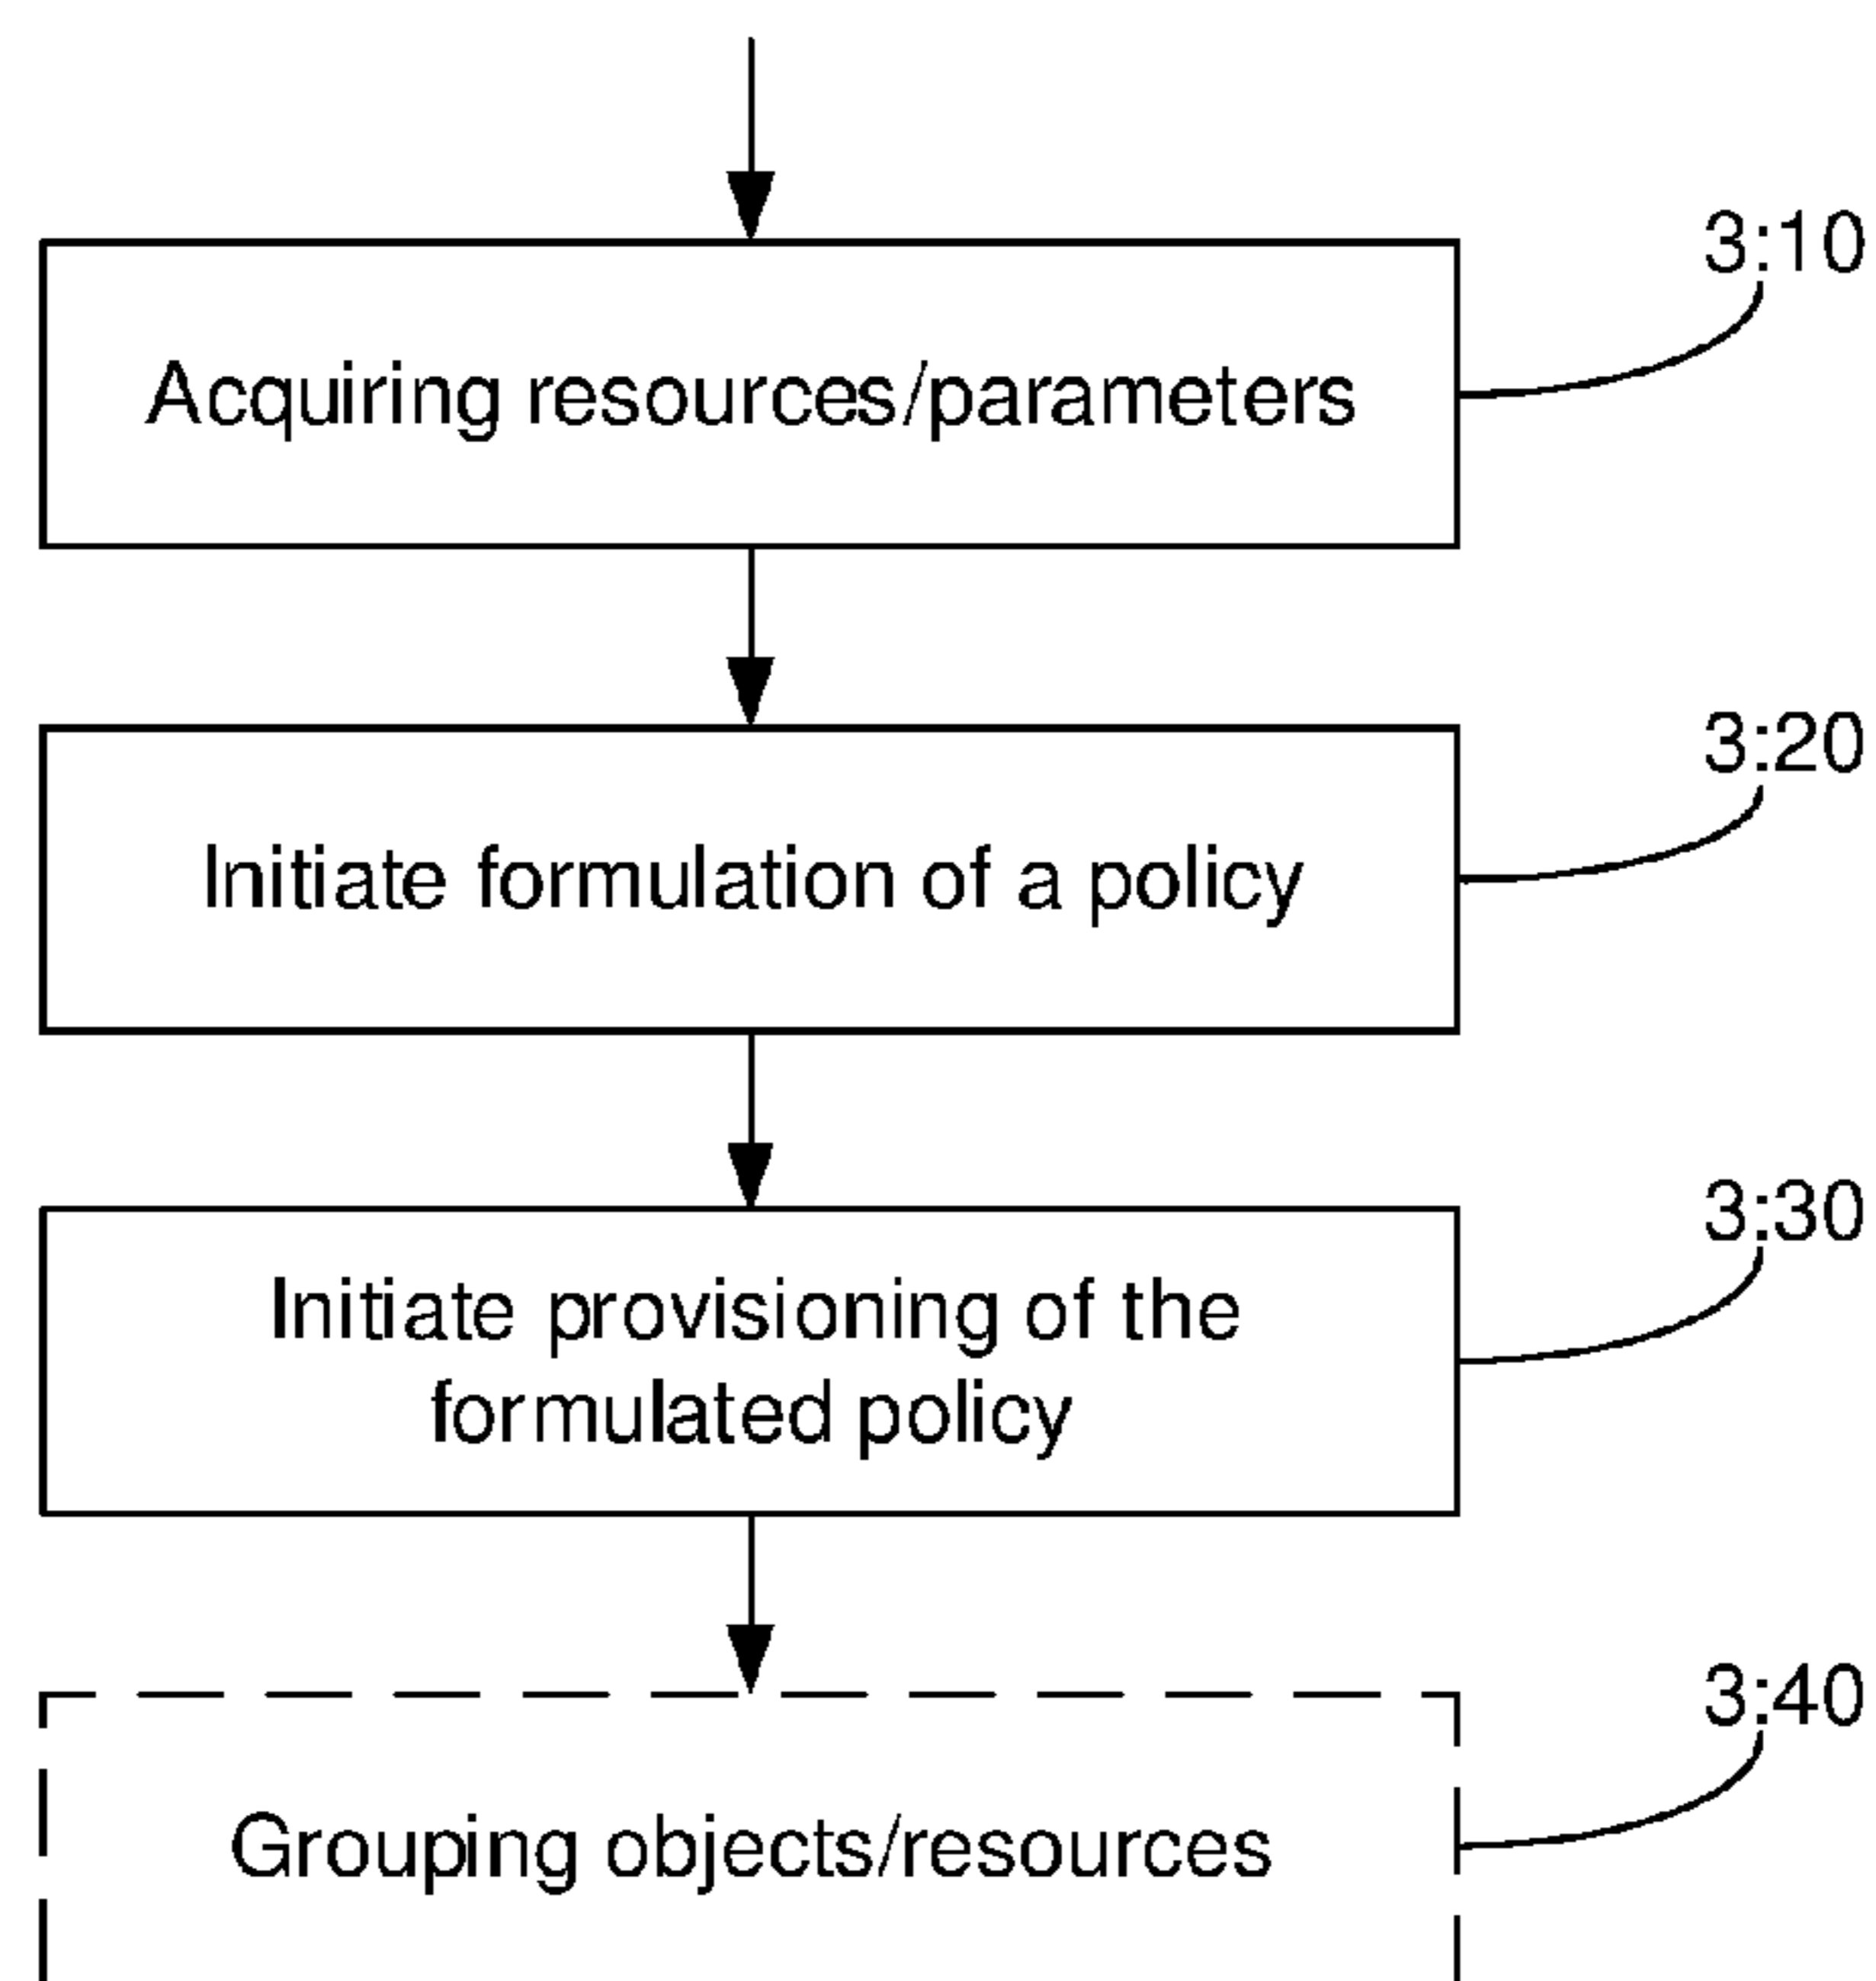 3:10
Acquiring resources/parameters
3:20
Initiate formulation of a policy
3:30
Initiate provisioning of the
formulated policy
3:40
Grouping objects/resources